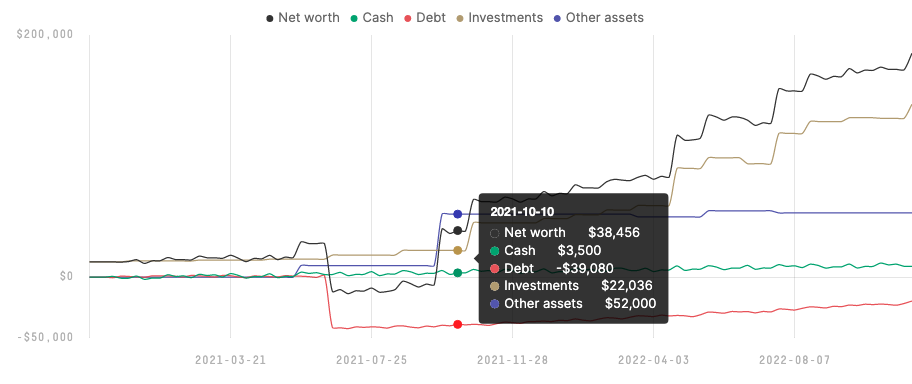 Net worth Cash Debt Investments Other assets
$200,000
2021-10-10
Net worth $38,456
Cash $3,500
$0
Debt -$39,080
Investments $22,036
Other assets $52,000
-$50,000
2021-03-21 2021-07-25 2021-11-28 2022-04-03 2022-08-07